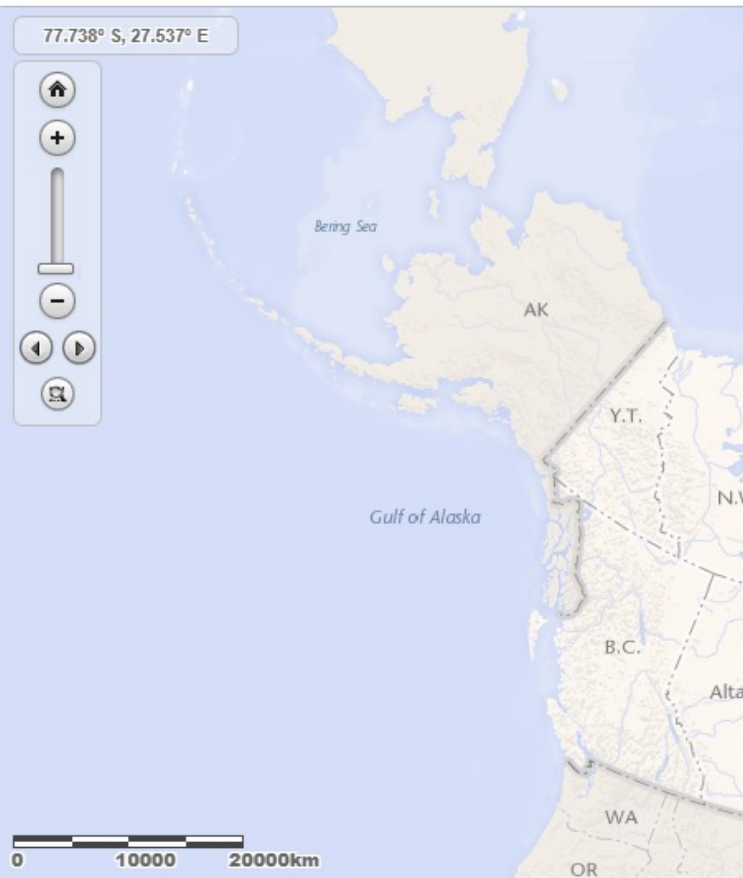 77.738° S, 27.537° E
Bering Sea
AK
Y.T.
N.W
Gulf of Alaska
B.C.
Alta
WA
OR
0 10000 20000km